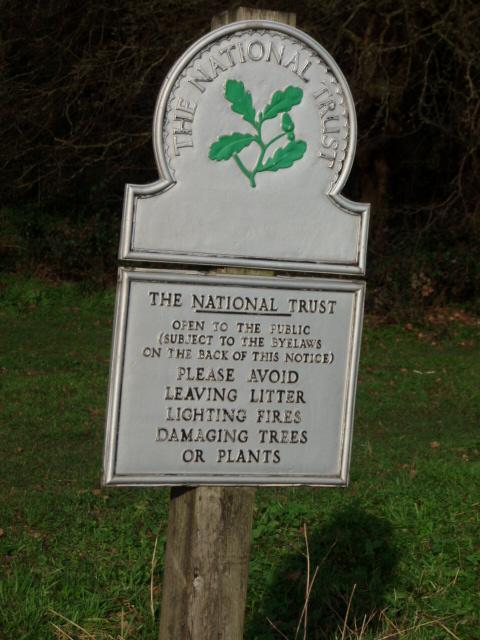 THE NATIONAL TRUST
THE NATIONAL TRUST
OPEN TO THE PUBLIC
(SUBJECT TO THE BYELAWS
ON THE BACK OF THIS NOTICE)
PLEASE AVOID
LEAVING LITTER
LIGHTING FIRES
DAMAGING TREES
OR PLANTS